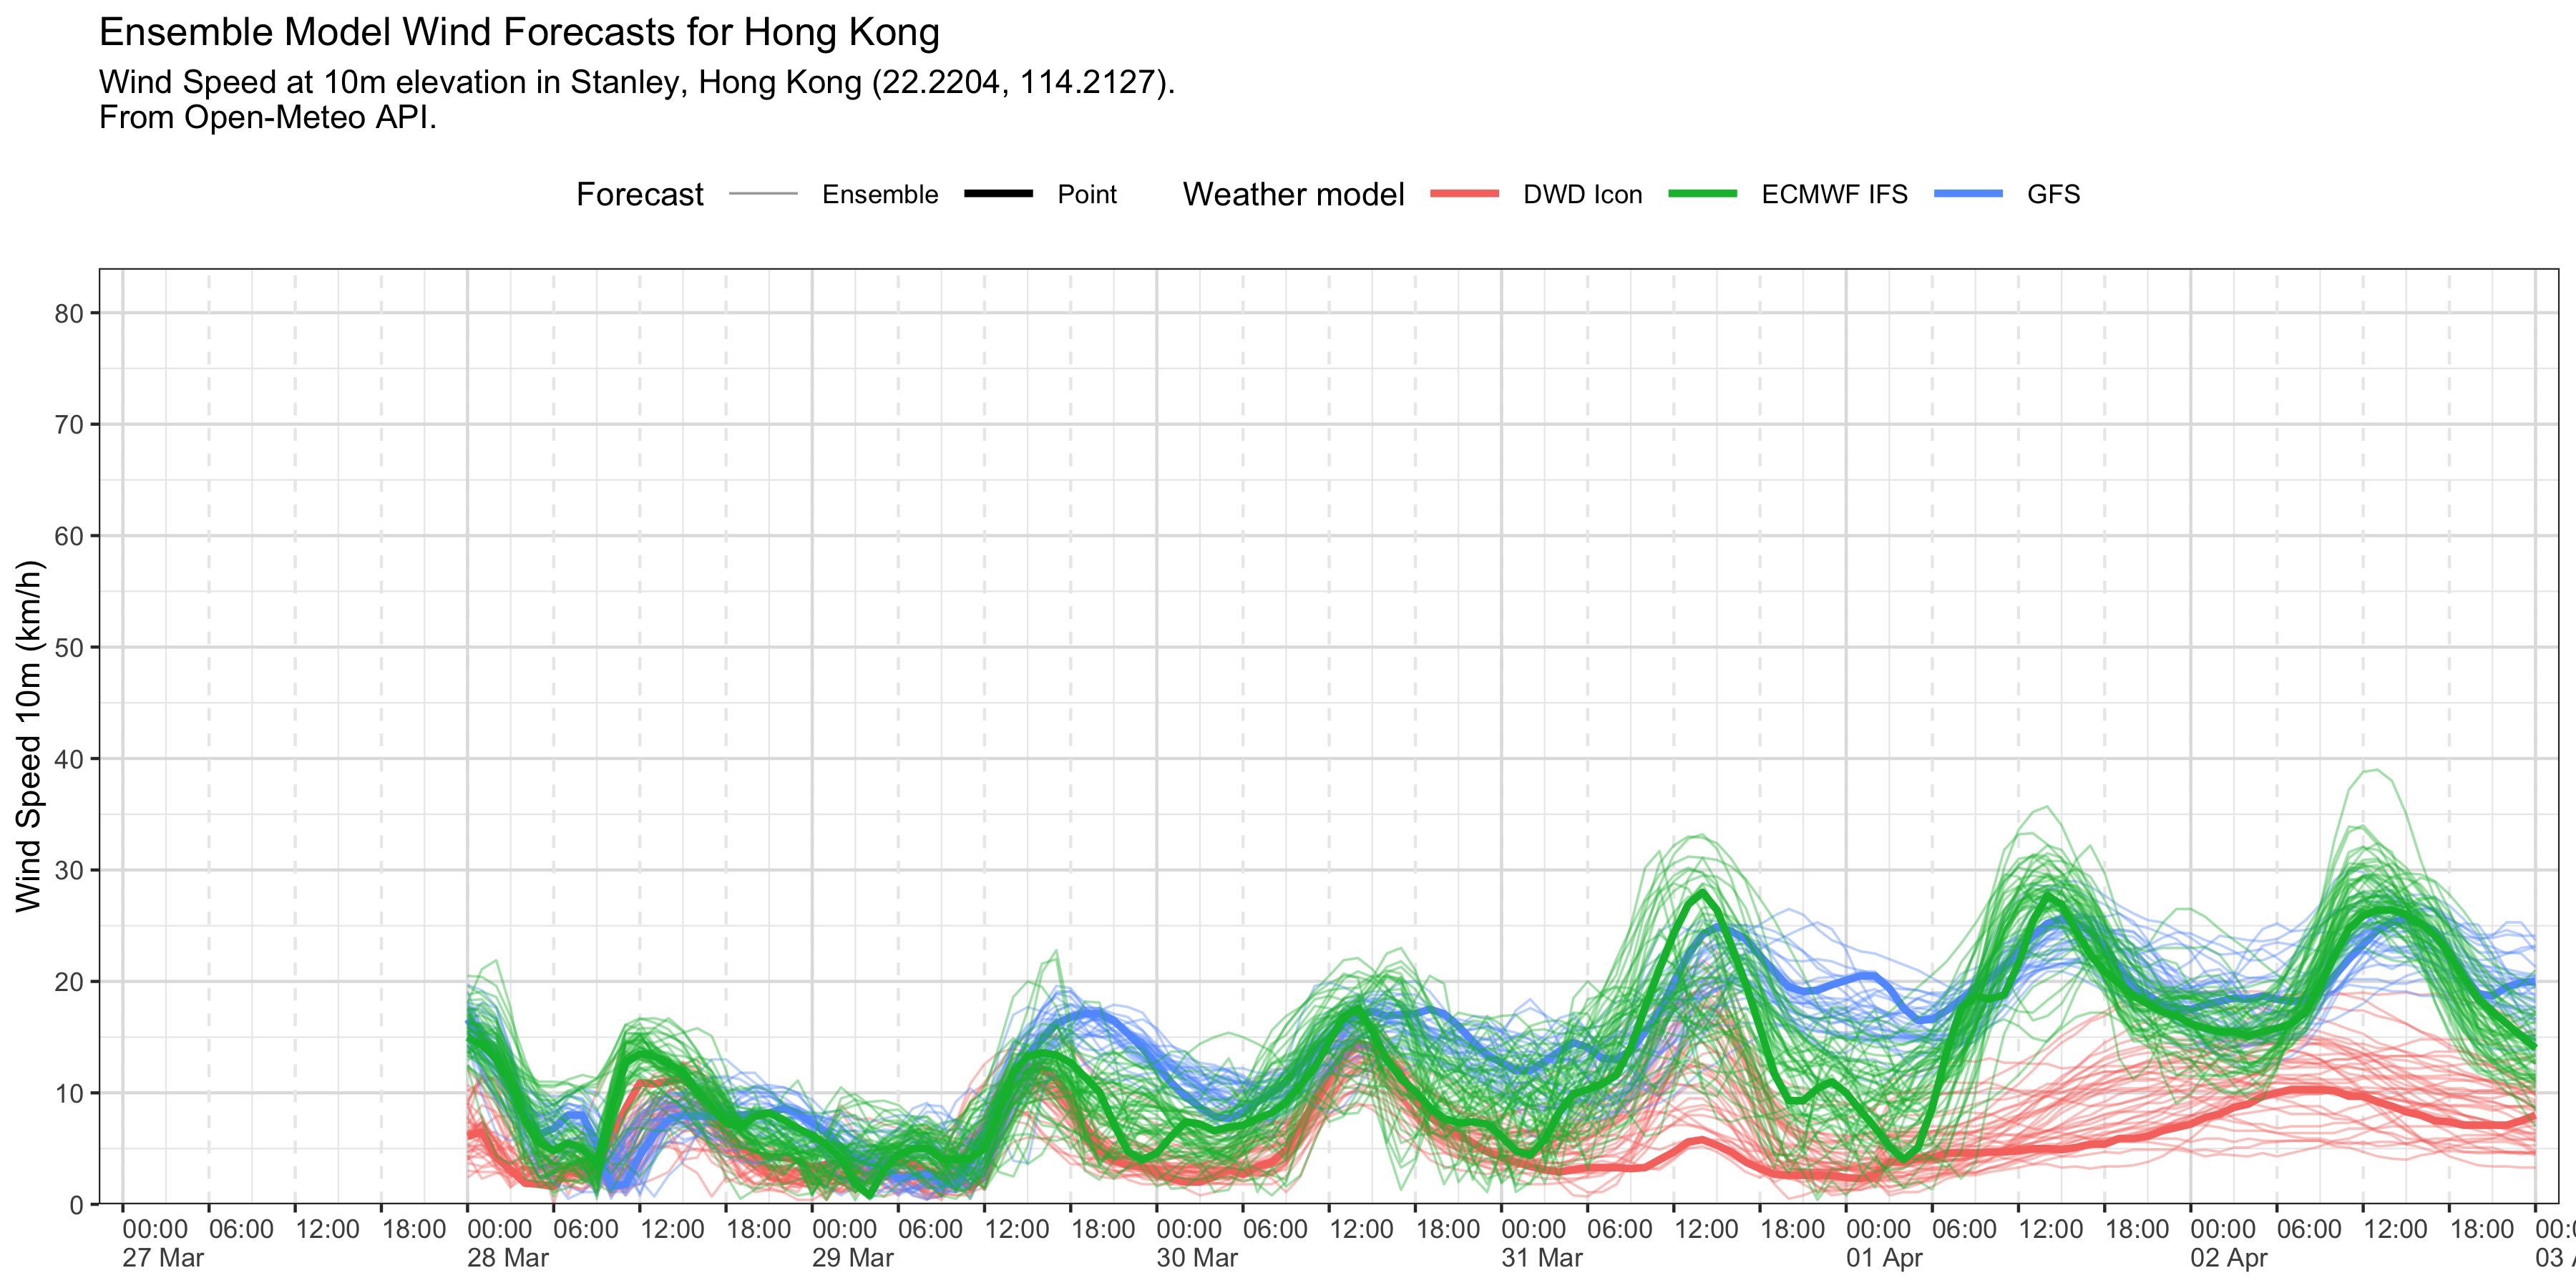 Ensemble Model Wind Forecasts for Hong Kong
Wind Speed at 10m elevation in Stanley, Hong Kong (22.2204, 114.2127).
From Open-Meteo API.
Forecast Ensemble Point Weather model DWD Icon ECMWF IFS GFS
Wind Speed 10m (km/h)
80
70
60
50
40
30
20
10
0
00:00 06:00 12:00 18:00 00:00 06:00 12:00 18:00 00:00 06:00 12:00 18:00 00:00 06:00 12:00 18:00 00:00 06:00 12:00 18:00 00:00 06:00 12:00 18:00 00:00 06:00 12:00 18:00
27 Mar 28 Mar 29 Mar 30 Mar 31 Mar 01 Apr 02 Apr 03